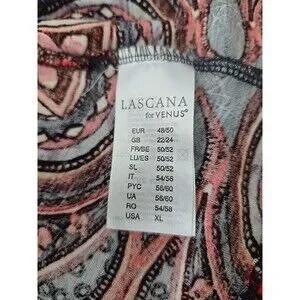 LASCANA
for VENUS®
EUR 48/50
GB 22/24
FR/BE 50/52
LU/ES 50/52
SL 50/52
IT 54/56
РУС 56/60
UA 56/60
RO 54/58
USA XL